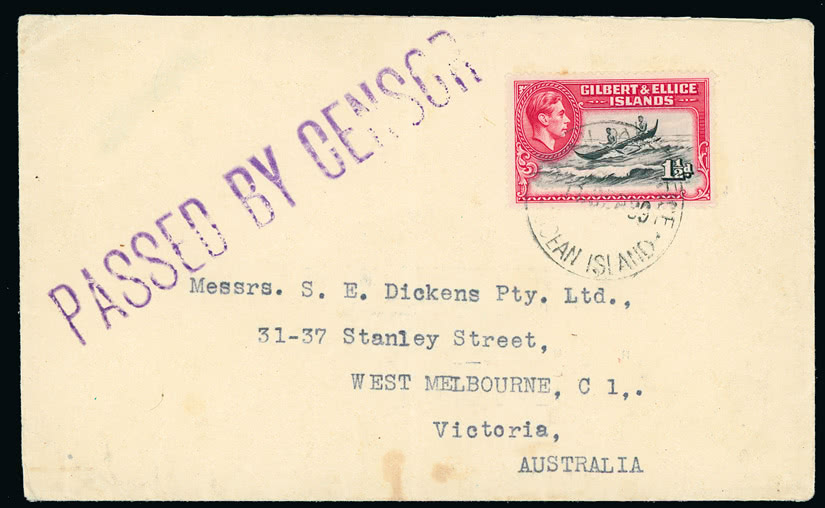 PASSED BY CENSOR
GILBERT & ELLICE
ISLANDS
1½d
OCEAN ISLAND
Messrs. S. E. Dickens Pty. Ltd.,
31-37 Stanley Street,
WEST MELBOURNE, C 1,.
Victoria,
AUSTRALIA